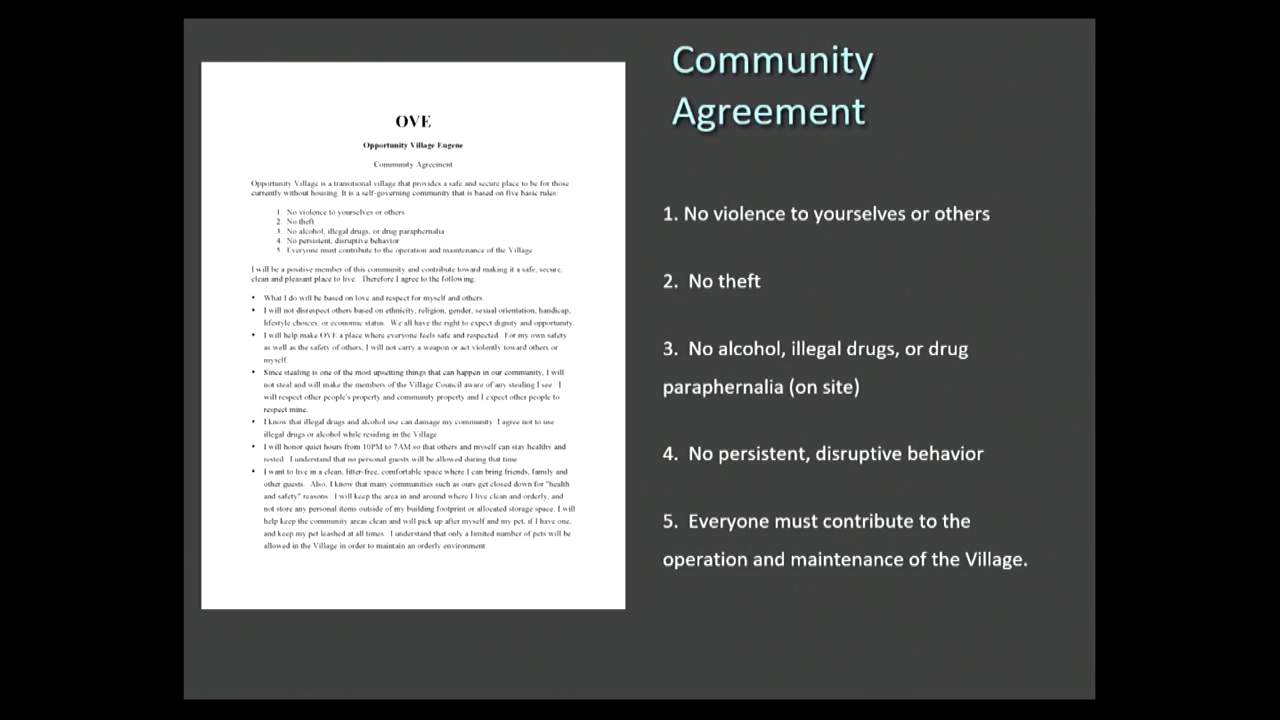 OVE
Opportunity Village Eugene
Community Agreement
Opportunity Village is a transitional village that provides a safe and secure place to be for those
currently without housing. It is a self-governing community that is based on five basic rules:
1. No violence to yourselves or others
2. No theft
3. No alcohol, illegal drugs, or drug paraphernalia
4. No persistent, disruptive behavior
5. Everyone must contribute to the operation and maintenance of the Village
I will be a positive member of this community and contribute toward making it a safe, secure,
clean and pleasant place to live. Therefore I agree to the following:
• What I do will be based on love and respect for myself and others.
• I will not disrespect others based on ethnicity, religion, gender, sexual orientation, handicap,
lifestyle choices, or economic status. We all have the right to expect dignity and opportunity.
• I will help make OVE a place where everyone feels safe and respected. For my own safety
as well as the safety of others, I will not carry a weapon or act violently toward others or
myself.
• Since stealing is one of the most upsetting things that can happen in our community, I will
not steal and will make the members of the Village Council aware of any stealing I see. I
will respect other people's property and community property and I expect other people to
respect mine.
• I know that illegal drugs and alcohol use can damage my community. I agree not to use
illegal drugs or alcohol while residing in the Village.
• I will honor quiet hours from 10PM to 7AM so that others and myself can stay healthy and
rested. I understand that no personal guests will be allowed during that time.
• I want to live in a clean, litter-free, comfortable space where I can bring friends, family and
other guests. Also, I know that many communities such as ours get closed down for "health
and safety" reasons. I will keep the area in and around where I live clean and orderly, and
not store any personal items outside of my building footprint or allocated storage space. I will
help keep the community areas clean and will pick up after myself and my pet, if I have one,
and keep my pet leashed at all times. I understand that only a limited number of pets will be
allowed in the Village in order to maintain an orderly environment.
Community
Agreement
1. No violence to yourselves or others
2. No theft
3. No alcohol, illegal drugs, or drug
paraphernalia (on site)
4. No persistent, disruptive behavior
5. Everyone must contribute to the
operation and maintenance of the Village.